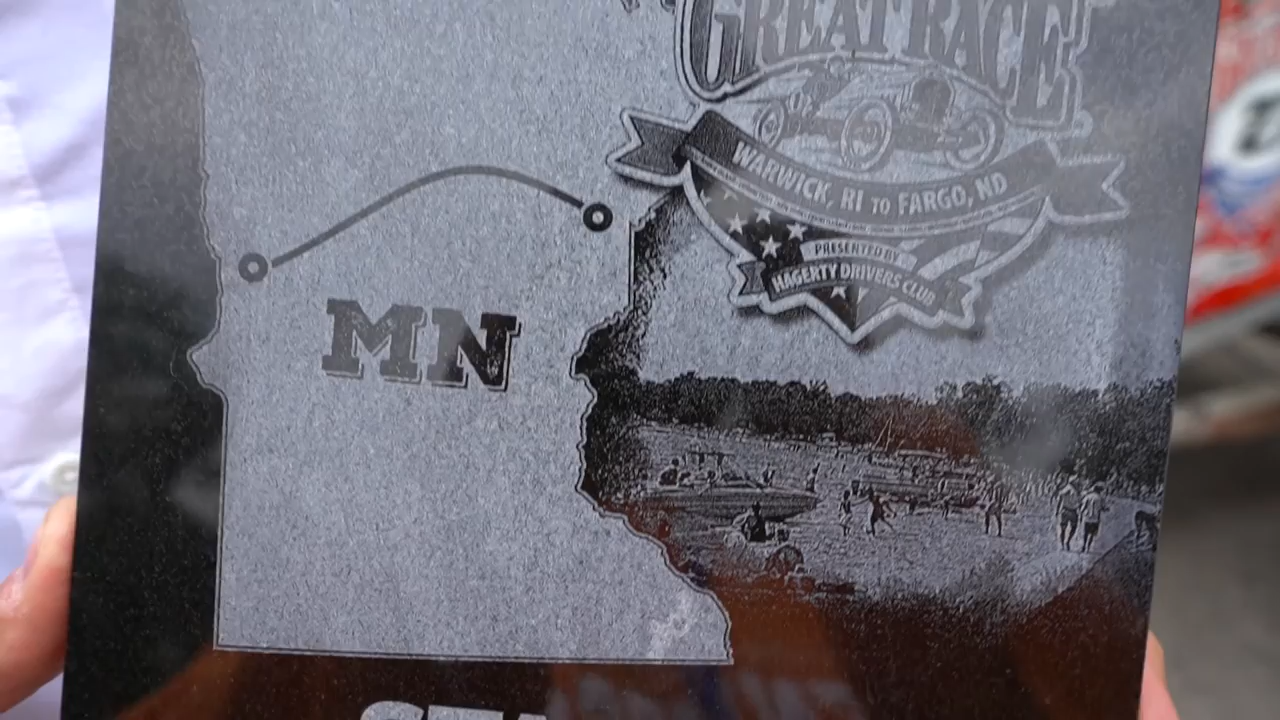 GREAT RACE
WARWICK, RI TO FARGO, ND
PRESENTED BY
HAGERTY DRIVERS CLUB
MN